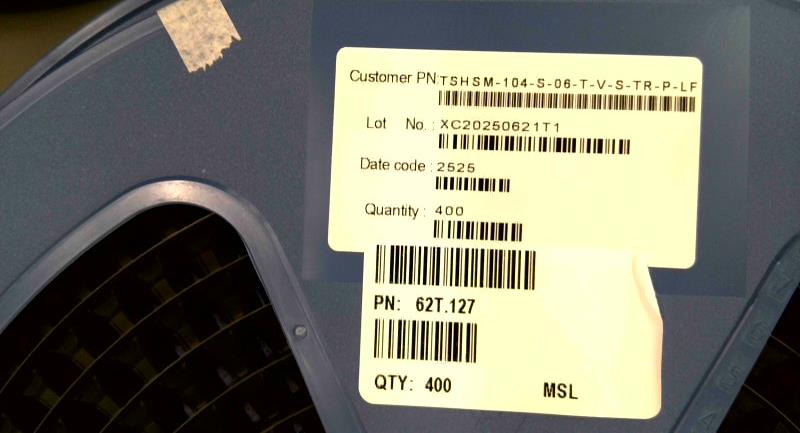 Customer PN:TSHSM-104-S-06-T-V-S-TR-P-LF
Lot No. : XC20250621T1
Date code : 2525
Quantity : 400
PN: 62T.127
QTY: 400 MSL